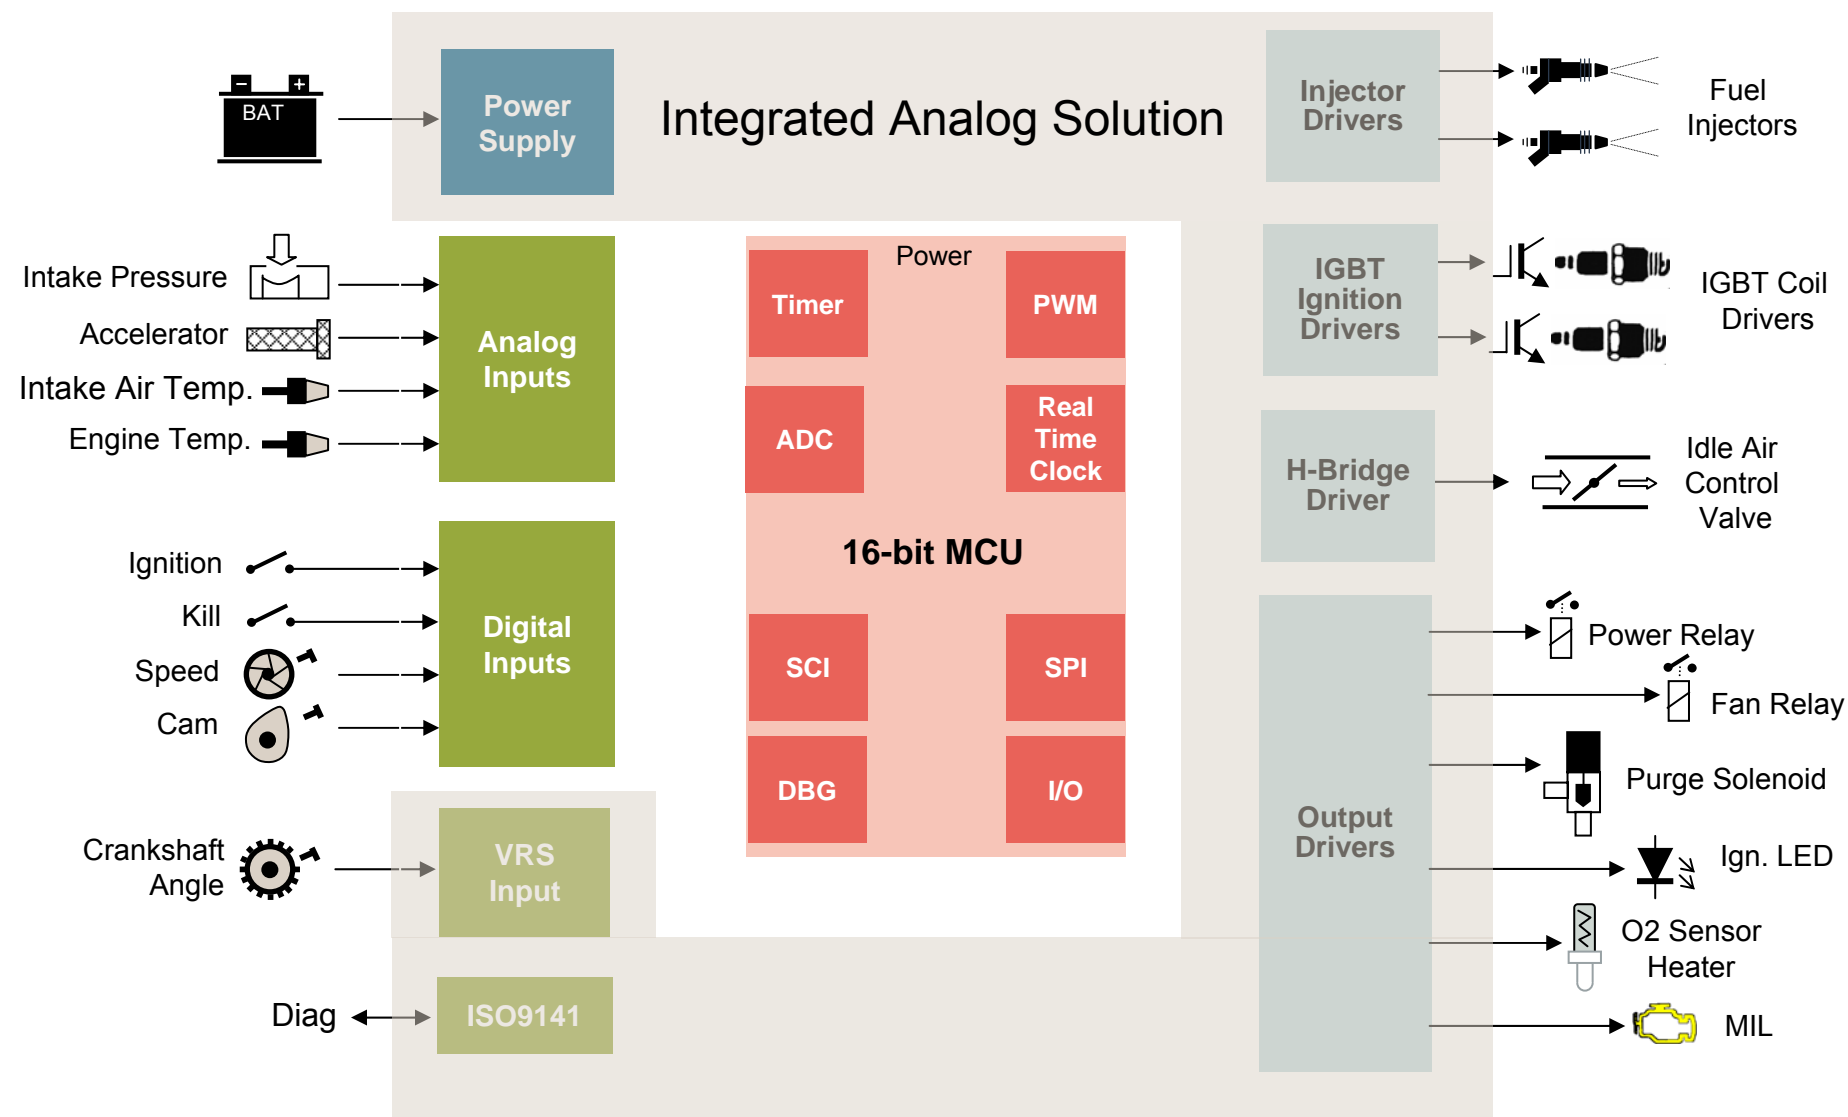 BAT
Power
Supply
Integrated Analog Solution
Injector
Drivers
Fuel
Injectors
Intake Pressure
Accelerator
Intake Air Temp.
Engine Temp.
Analog
Inputs
Power
Timer
PWM
ADC
Real
Time
Clock
16-bit MCU
SCI
SPI
DBG
I/O
IGBT
Ignition
Drivers
IGBT Coil
Drivers
H-Bridge
Driver
Idle Air
Control
Valve
Ignition
Kill
Speed
Cam
Digital
Inputs
Crankshaft
Angle
VRS
Input
Diag
ISO9141
Output
Drivers
Power Relay
Fan Relay
Purge Solenoid
Ign. LED
O2 Sensor
Heater
MIL